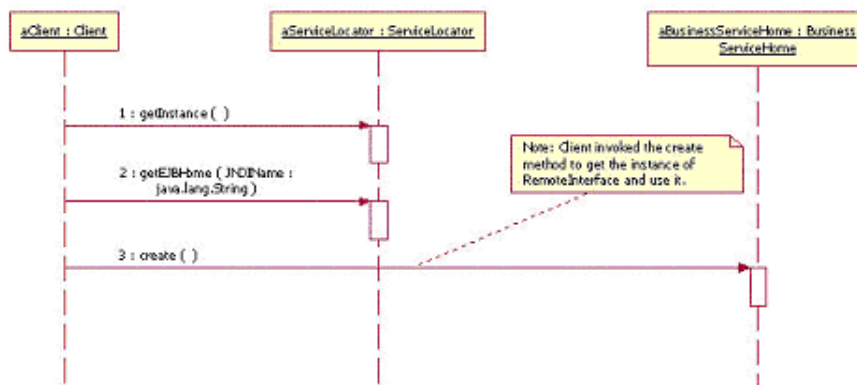 aClient : Client
aServiceLocator : ServiceLocator
aBusinessServiceHome : Business
ServiceHome
1 : getInstance ( )
2 : getEJBHome ( JNDIName :
java.lang.String )
Note: Client invoked the create
method to get the instance of
RemoteInterface and use it.
3 : create ( )